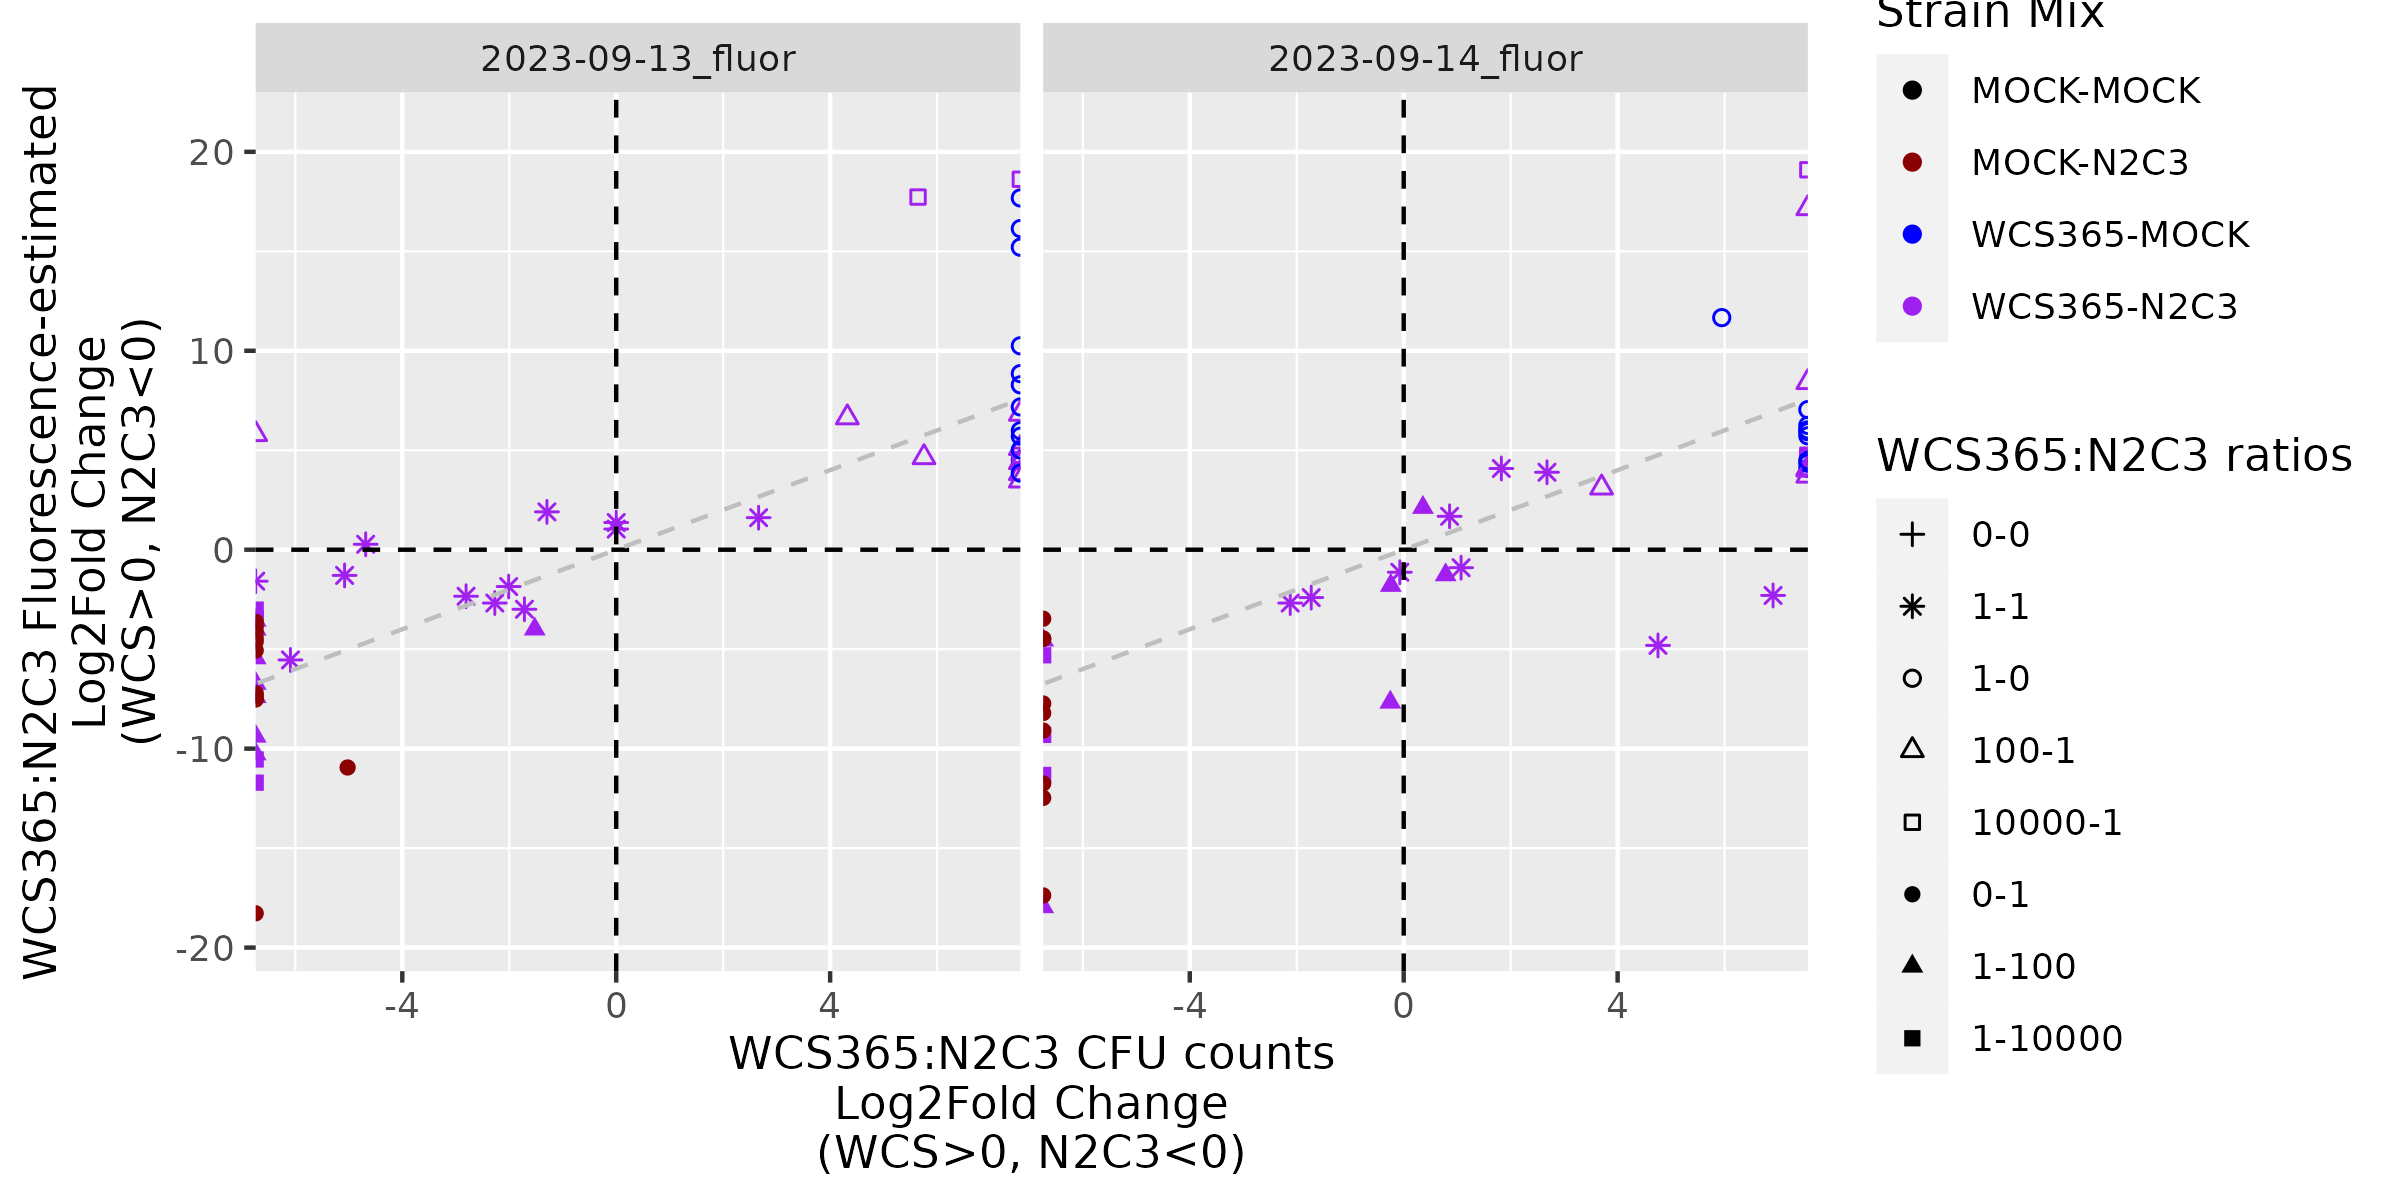 2023-09-13_fluor
2023-09-14_fluor
WCS365:N2C3 Fluorescence-estimated
Log2Fold Change
(WCS>0, N2C3<0)
20
10
0
-10
-20
-4
0
4
-4
0
4
WCS365:N2C3 CFU counts
Log2Fold Change
(WCS>0, N2C3<0)
Strain Mix
MOCK-MOCK
MOCK-N2C3
WCS365-MOCK
WCS365-N2C3
WCS365:N2C3 ratios
0-0
1-1
1-0
100-1
10000-1
0-1
1-100
1-10000